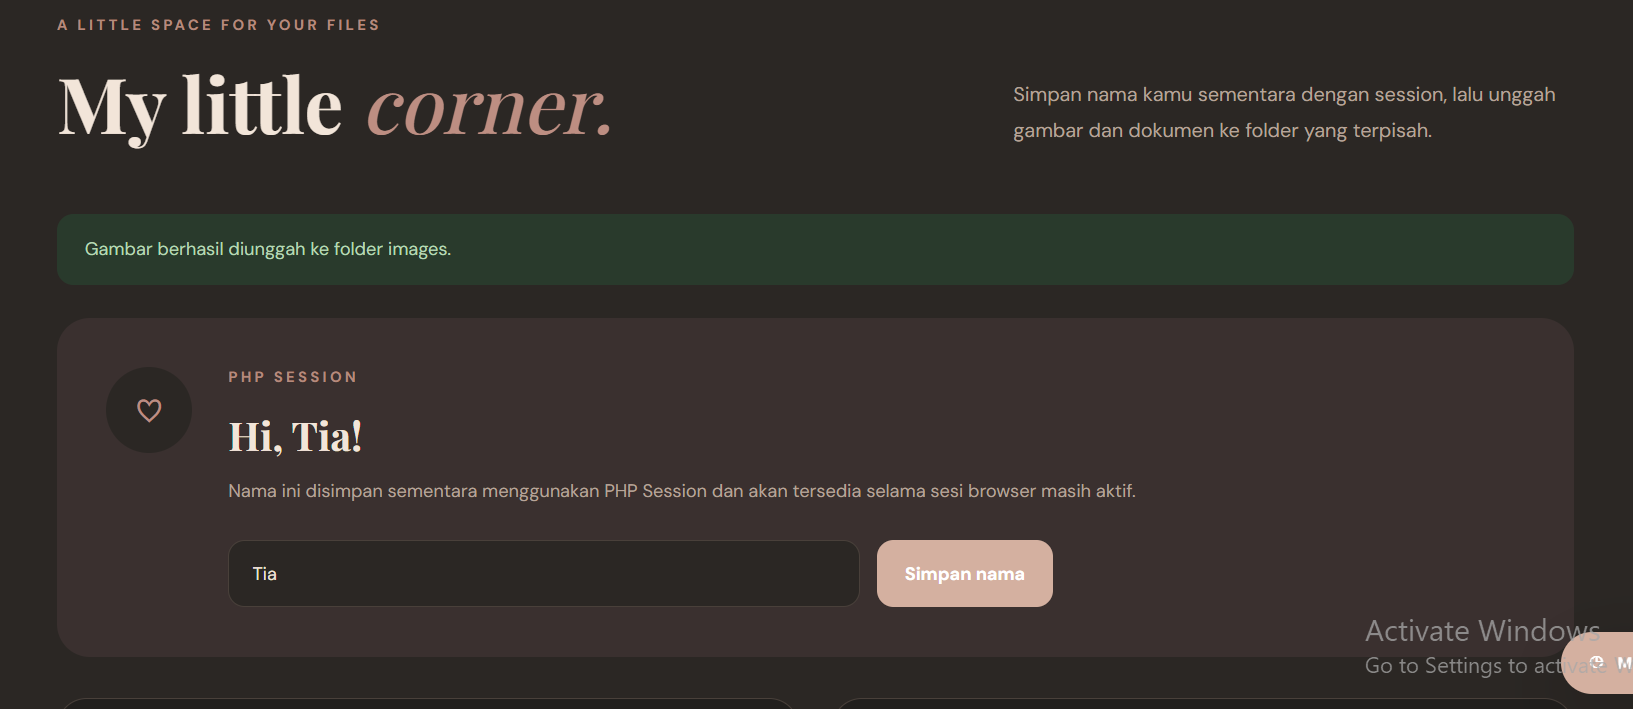 A LITTLE SPACE FOR YOUR FILES
My little corner.
Simpan nama kamu sementara dengan session, lalu unggah
gambar dan dokumen ke folder yang terpisah.
Gambar berhasil diunggah ke folder images.
PHP SESSION
Hi, Tia!
Nama ini disimpan sementara menggunakan PHP Session dan akan tersedia selama sesi browser masih aktif.
Tia
Simpan nama
Activate Windows
Go to Settings to activate